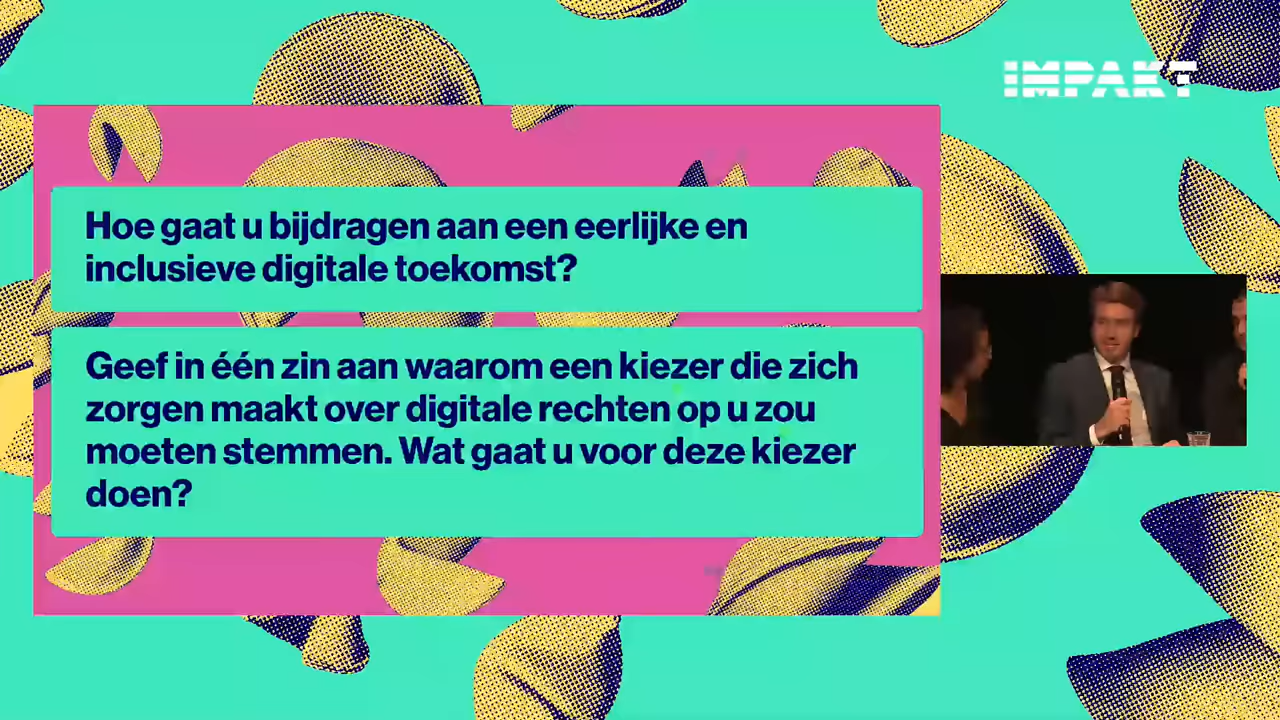 IMPAKT
Hoe gaat u bijdragen aan een eerlijke en
inclusieve digitale toekomst?
Geef in één zin aan waarom een kiezer die zich
zorgen maakt over digitale rechten op u zou
moeten stemmen. Wat gaat u voor deze kiezer
doen?